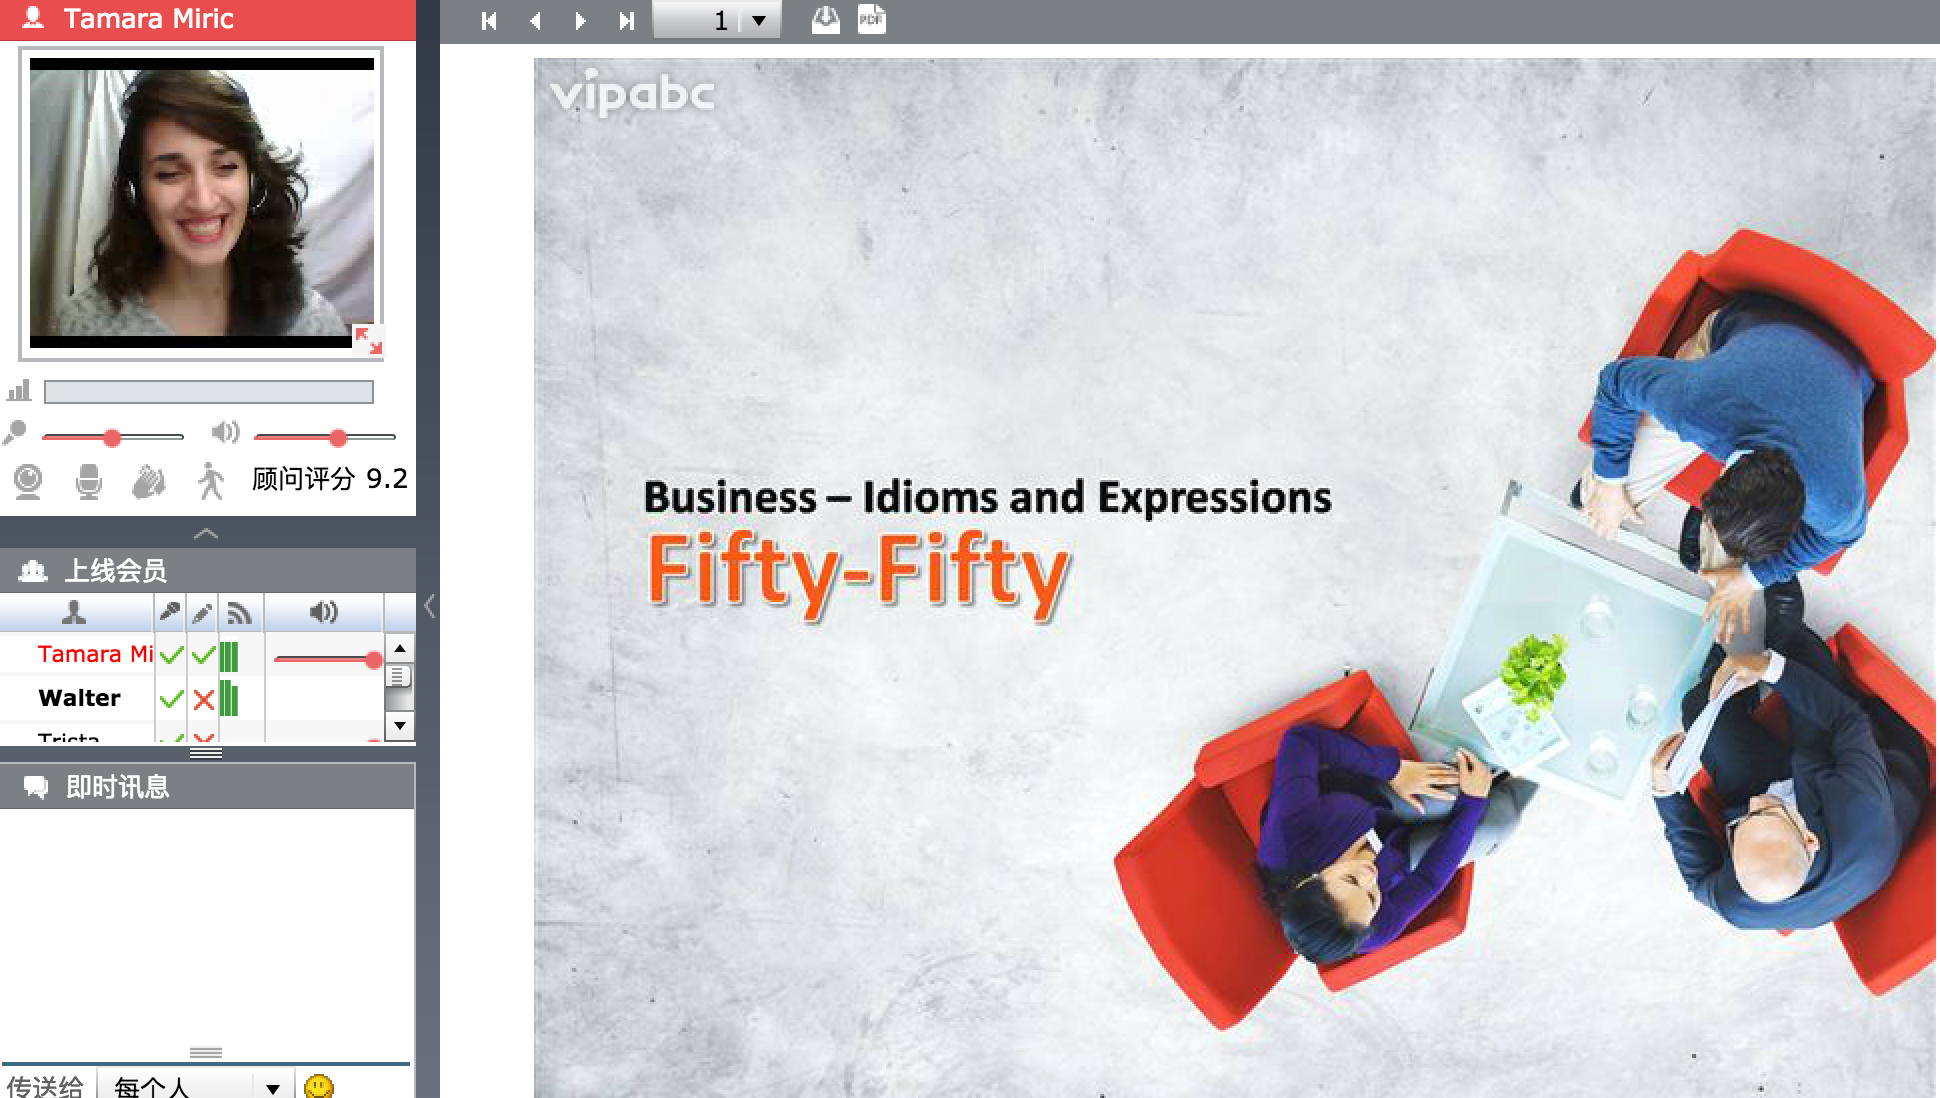 Tamara Miric
1
PDF
vipabc
顾问评分 9.2
上线会员
Tamara Mi
Walter
Trista
即时讯息
传送给 每个人
Business – Idioms and Expressions
Fifty-Fifty